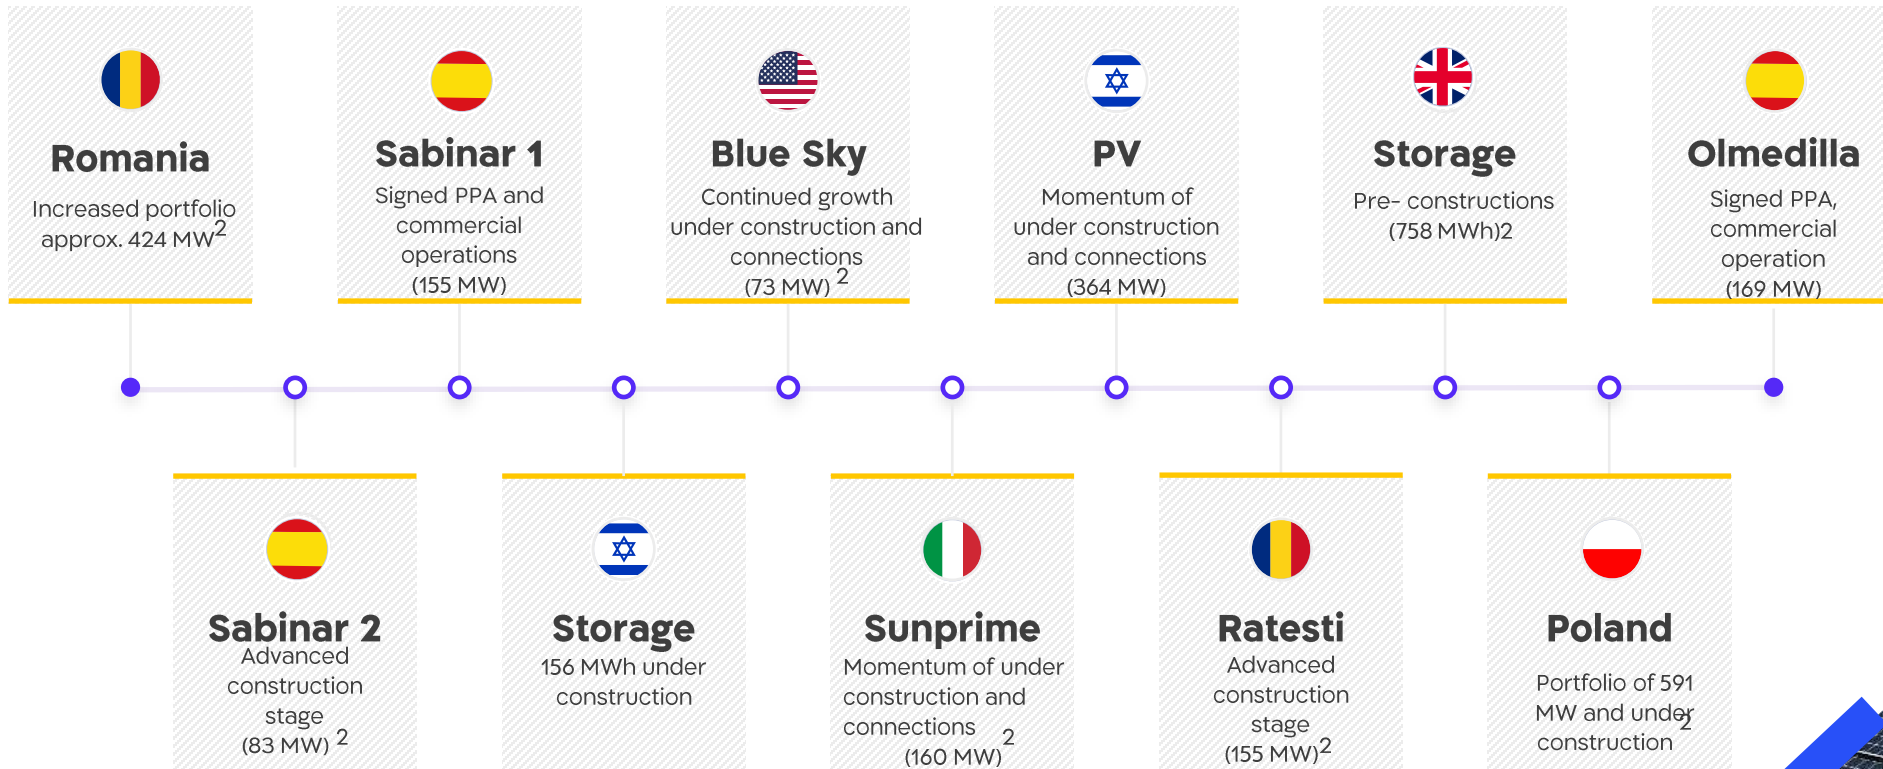 Romania
Increased portfolio
approx. 424 MW2
Sabinar 1
Signed PPA and
commercial
operations
(155 MW)
Blue Sky
Continued growth
under construction and
connections
(73 MW) 2
PV
Momentum of
under construction
and connections
(364 MW)
Storage
Pre- constructions
(758 MWh)2
Olmedilla
Signed PPA,
commercial
operation
(169 MW)
Sabinar 2
Advanced
construction
stage
(83 MW) 2
Storage
156 MWh under
construction
Sunprime
Momentum of under
construction and
connections
(160 MW) 2
Ratesti
Advanced
construction
stage
(155 MW)2
Poland
Portfolio of 591
MW and under
construction 2